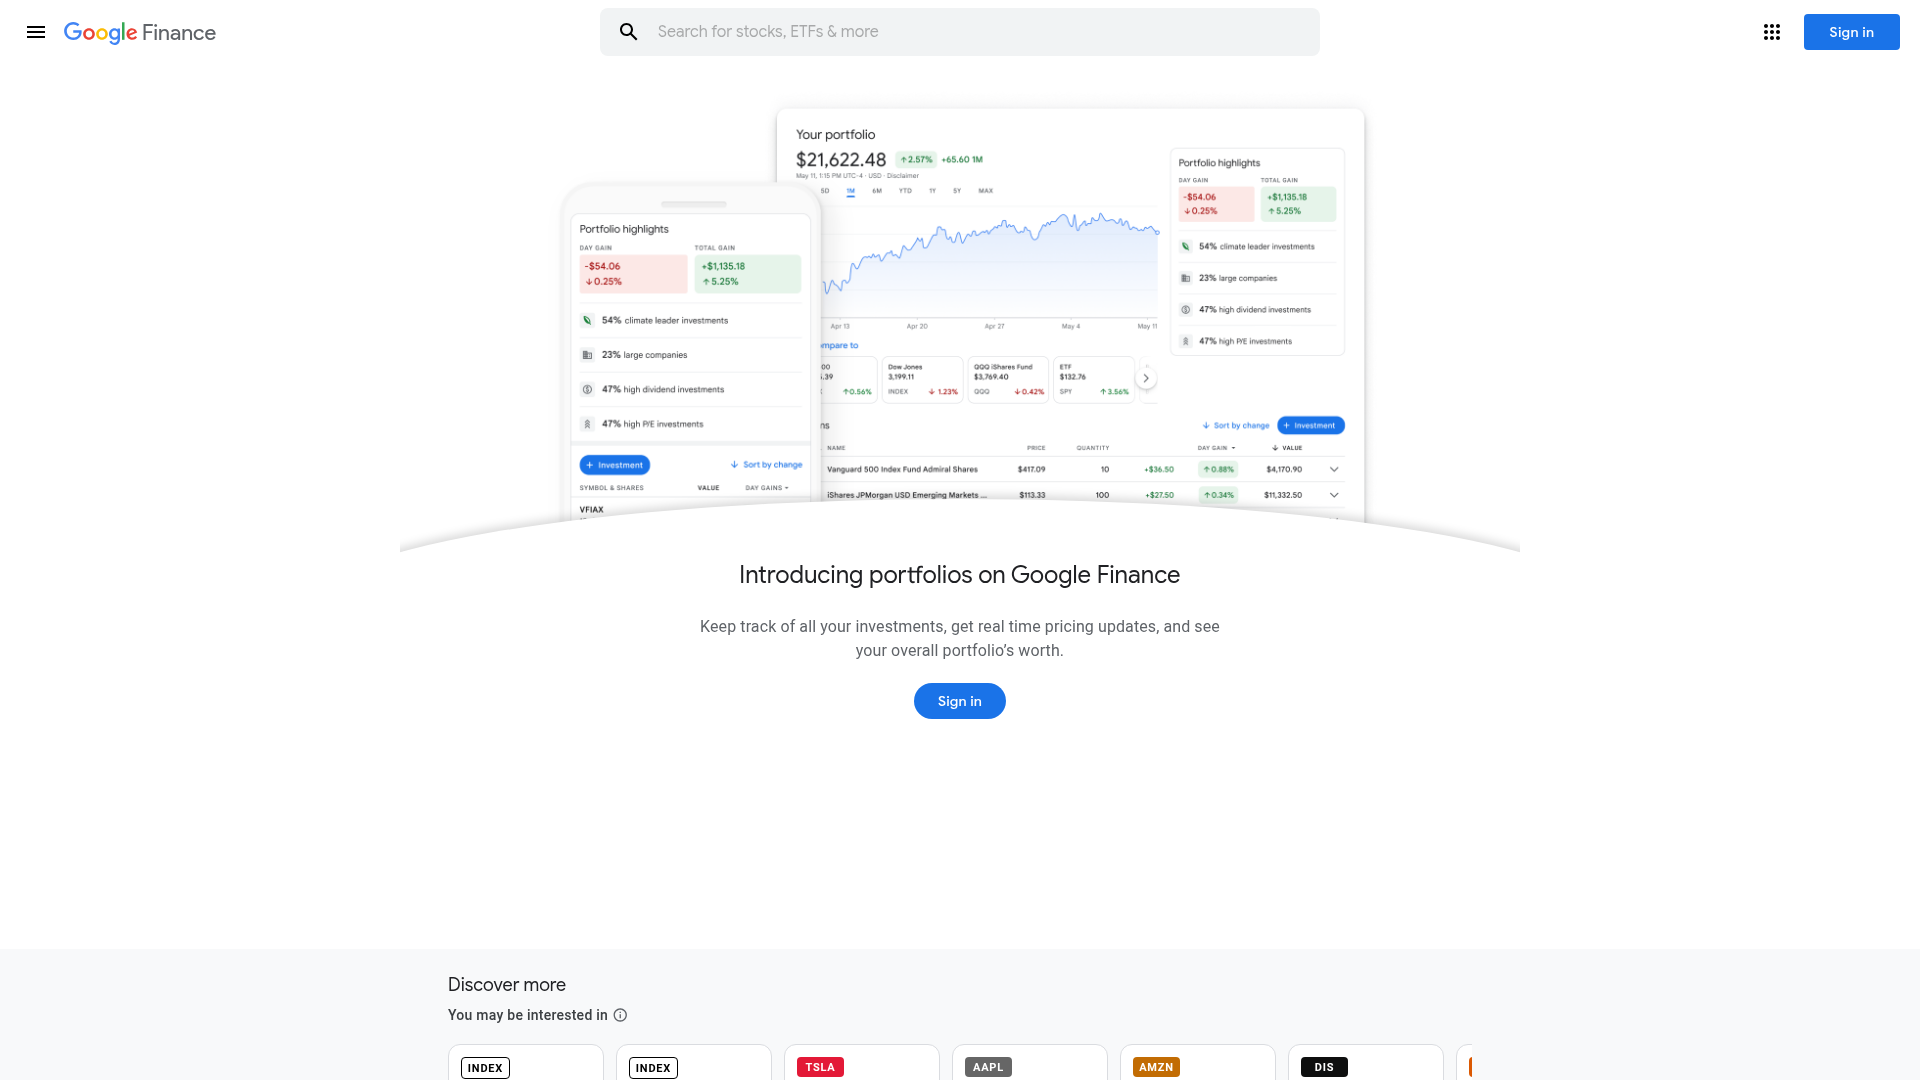 Google Finance
Search for stocks, ETFs & more
Sign in
Your portfolio
$21,622.48 ↑2.57% +65.60 1M
May 11, 1:15 PM UTC-4 · USD · Disclaimer
5D 1M 6M YTD 1Y 5Y MAX
Apr 13 Apr 20 Apr 27 May 4 May 11
mpare to
Dow Jones
3,199.11
INDEX ↓ 1.23%
QQQ iShares Fund
$3,769.40
QQQ ↓0.42%
ETF
$132.76
SPY ↑3.56%
00
.39
↑0.56%
ns
↓ Sort by change
+ Investment
NAME PRICE QUANTITY DAY GAIN ↓ VALUE
Vanguard 500 Index Fund Admiral Shares $417.09 10 +$36.50 ↑0.88% $4,170.90
iShares JPMorgan USD Emerging Markets ... $113.33 100 +$27.50 ↑0.34% $11,332.50
Portfolio highlights
DAY GAIN TOTAL GAIN
-$54.06 +$1,135.18
↓0.25% ↑5.25%
54% climate leader investments
23% large companies
47% high dividend investments
47% high P/E investments
Portfolio highlights
DAY GAIN TOTAL GAIN
-$54.06 +$1,135.18
↓0.25% ↑5.25%
54% climate leader investments
23% large companies
47% high dividend investments
47% high P/E investments
+ Investment ↓ Sort by change
SYMBOL & SHARES VALUE DAY GAINS
VFIAX
Introducing portfolios on Google Finance
Keep track of all your investments, get real time pricing updates, and see
your overall portfolio’s worth.
Sign in
Discover more
You may be interested in
INDEX INDEX TSLA AAPL AMZN DIS